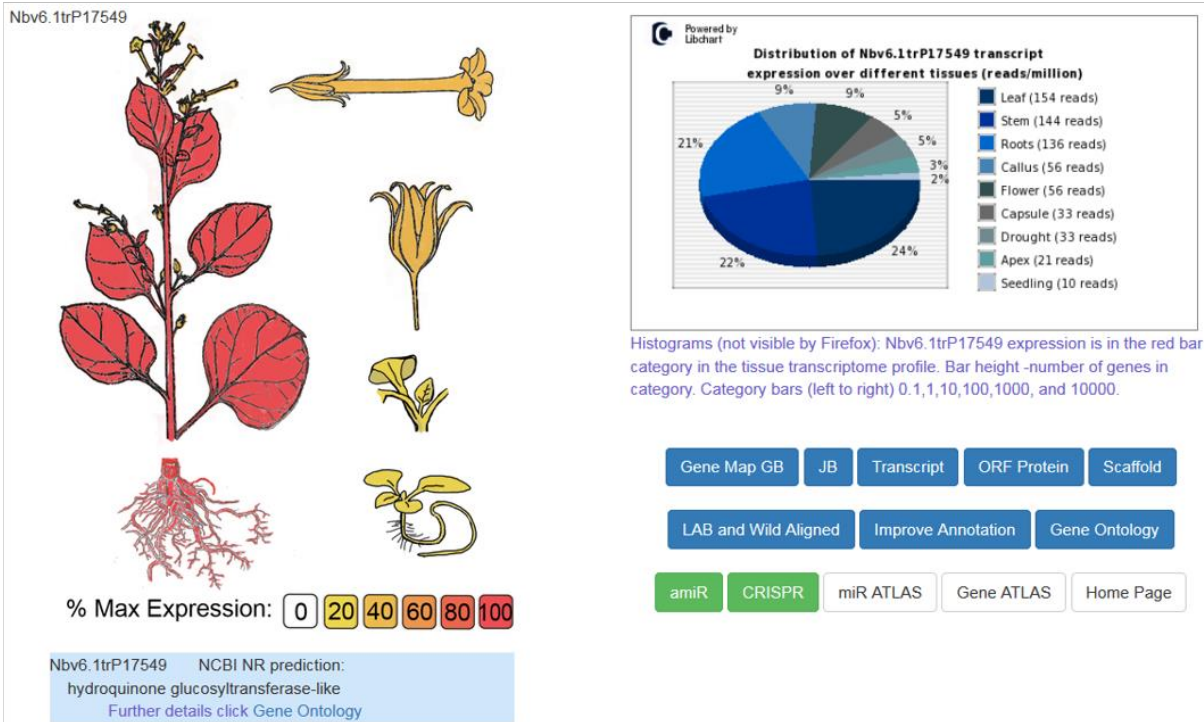 Nbv6.1trP17549
% Max Expression: 0 20 40 60 80 100
Nbv6.1trP17549 NCBI NR prediction:
hydroquinone glucosyltransferase-like
Further details click Gene Ontology
Powered by
Libchart
Distribution of Nbv6.1trP17549 transcript
expression over different tissues (reads/million)
9%
9%
5%
5%
3%
2%
24%
22%
21%
Leaf (154 reads)
Stem (144 reads)
Roots (136 reads)
Callus (56 reads)
Flower (56 reads)
Capsule (33 reads)
Drought (33 reads)
Apex (21 reads)
Seedling (10 reads)
Histograms (not visible by Firefox): Nbv6.1trP17549 expression is in the red bar
category in the tissue transcriptome profile. Bar height -number of genes in
category. Category bars (left to right) 0.1,1,10,100,1000, and 10000.
Gene Map GB JB Transcript ORF Protein Scaffold
LAB and Wild Aligned Improve Annotation Gene Ontology
amiR CRISPR miR ATLAS Gene ATLAS Home Page